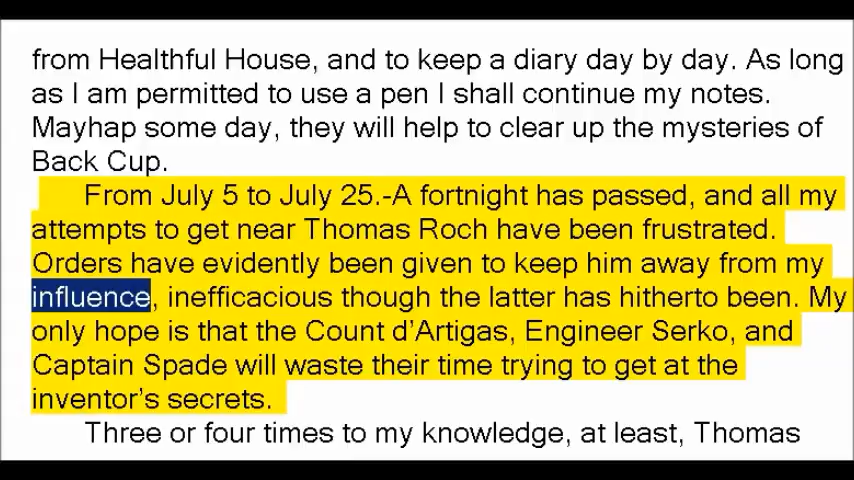 from Healthful House, and to keep a diary day by day. As long
as I am permitted to use a pen I shall continue my notes.
Mayhap some day, they will help to clear up the mysteries of
Back Cup.
From July 5 to July 25.-A fortnight has passed, and all my
attempts to get near Thomas Roch have been frustrated.
Orders have evidently been given to keep him away from my
influence, inefficacious though the latter has hitherto been. My
only hope is that the Count d’Artigas, Engineer Serko, and
Captain Spade will waste their time trying to get at the
inventor’s secrets.
Three or four times to my knowledge, at least, Thomas